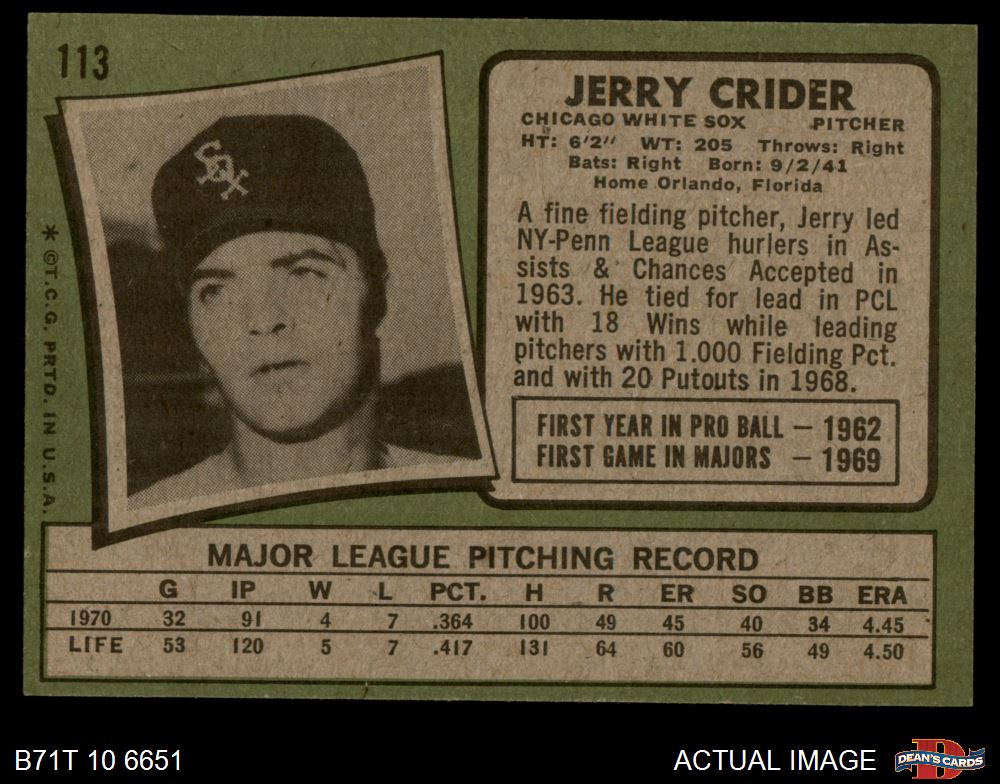 113
SOX
JERRY CRIDER
CHICAGO WHITE SOX PITCHER
HT: 6'2" WT: 205 Throws: Right
Bats: Right Born: 9/2/41
Home Orlando, Florida
A fine fielding pitcher, Jerry led
NY-Penn League hurlers in As-
sists & Chances Accepted in
1963. He tied for lead in PCL
with 18 Wins while leading
pitchers with 1.000 Fielding Pct.
and with 20 Putouts in 1968.
FIRST YEAR IN PRO BALL — 1962
FIRST GAME IN MAJORS — 1969
* © T.C.G. PRTD. IN U.S.A.
MAJOR LEAGUE PITCHING RECORD
G IP W L PCT. H R ER SO BB ERA
1970 32 91 4 7 .364 100 49 45 40 34 4.45
LIFE 53 120 5 7 .417 131 64 60 56 49 4.50
B71T 10 6651
ACTUAL IMAGE
DEAN'S CARDS